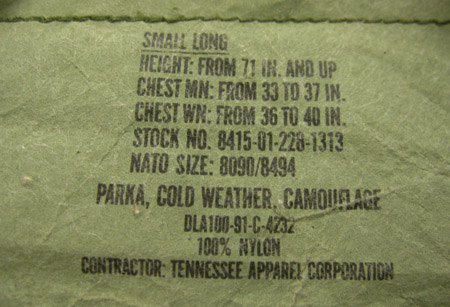 SMALL LONG
HEIGHT: FROM 71 IN. AND UP
CHEST MN: FROM 33 TO 37 IN.
CHEST WN: FROM 36 TO 40 IN.
STOCK NO. 8415-01-228-1313
NATO SIZE: 8090/8494
PARKA, COLD WEATHER, CAMOUFLAGE
DLA100-91-C-4232
100% NYLON
CONTRACTOR: TENNESSEE APPAREL CORPORATION